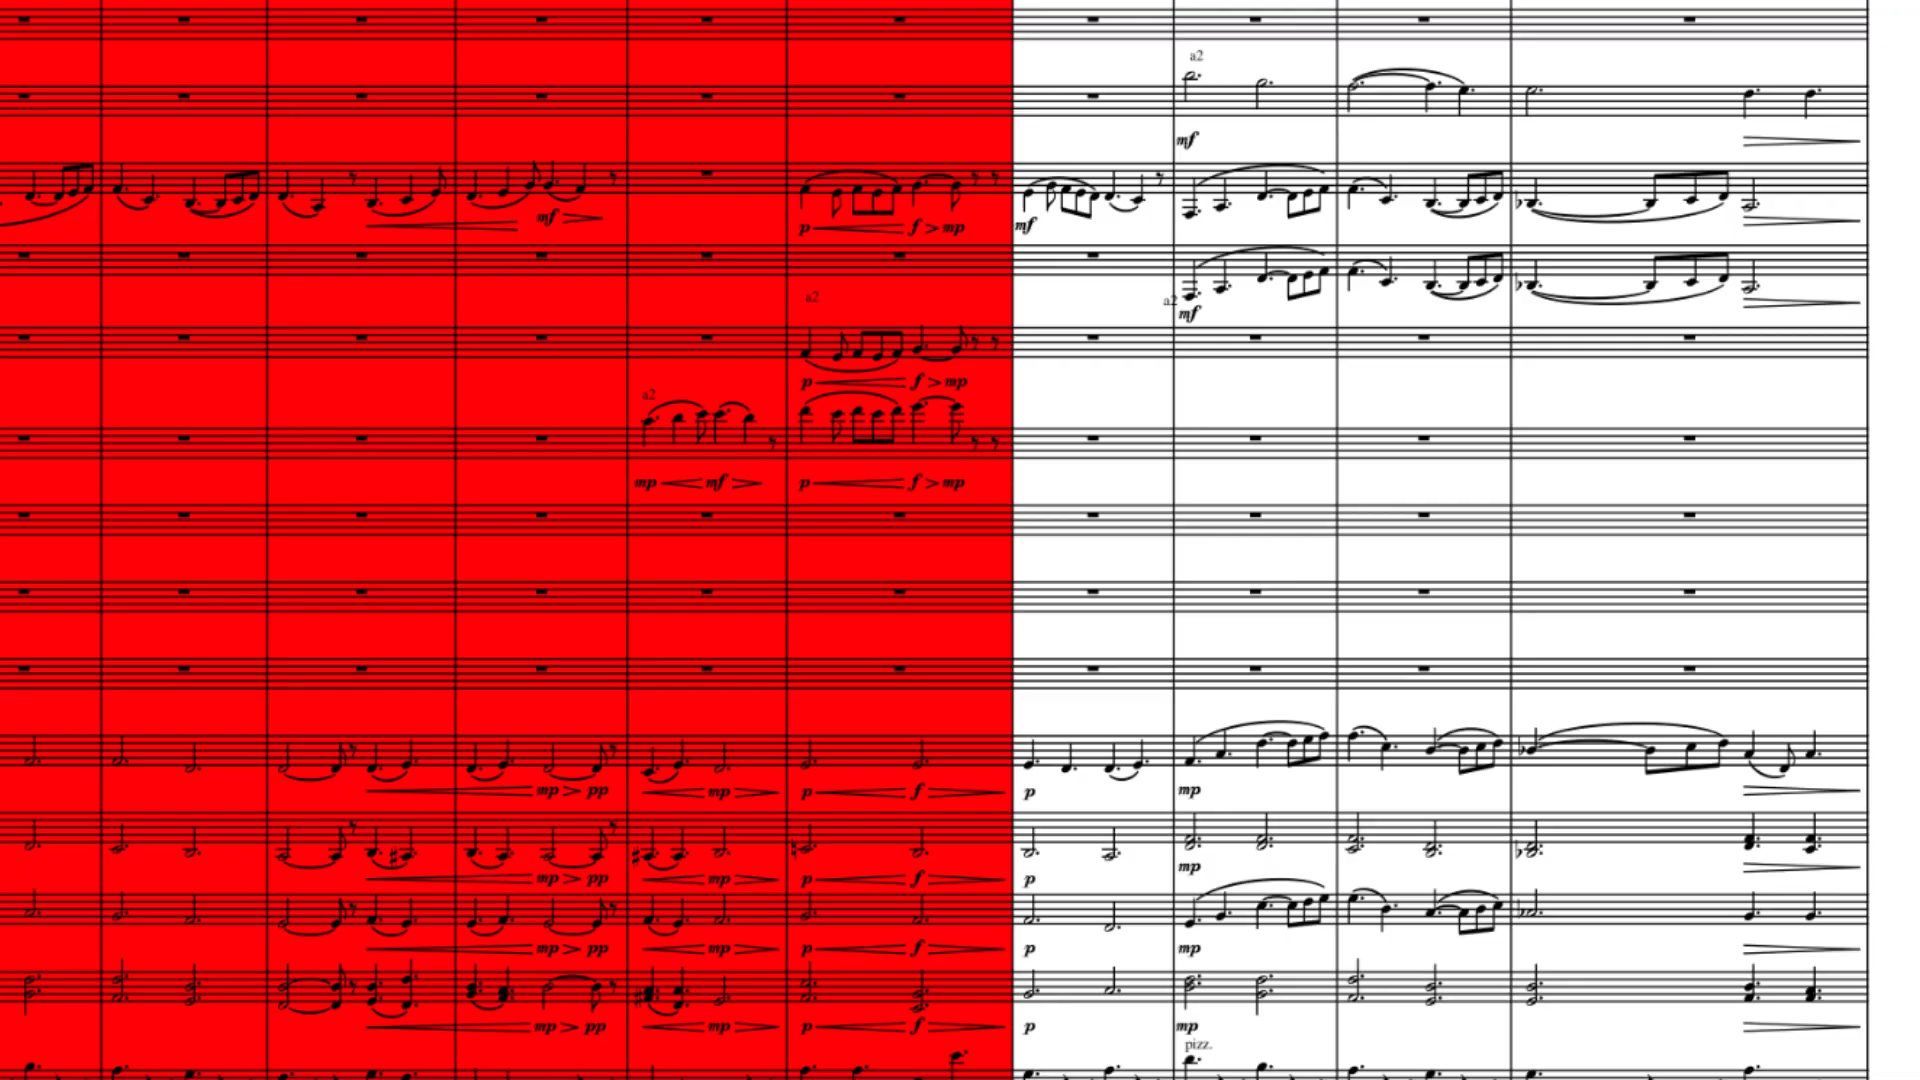 a2
mf
mf
p f > mp mf
a2
a2 mf
p f > mp
a2
mp mf p f > mp
mp > pp mp p f p mp
mp
mp > pp mp p f p
mp > pp mp p f p mp
mp > pp mp p f p mp
pizz.